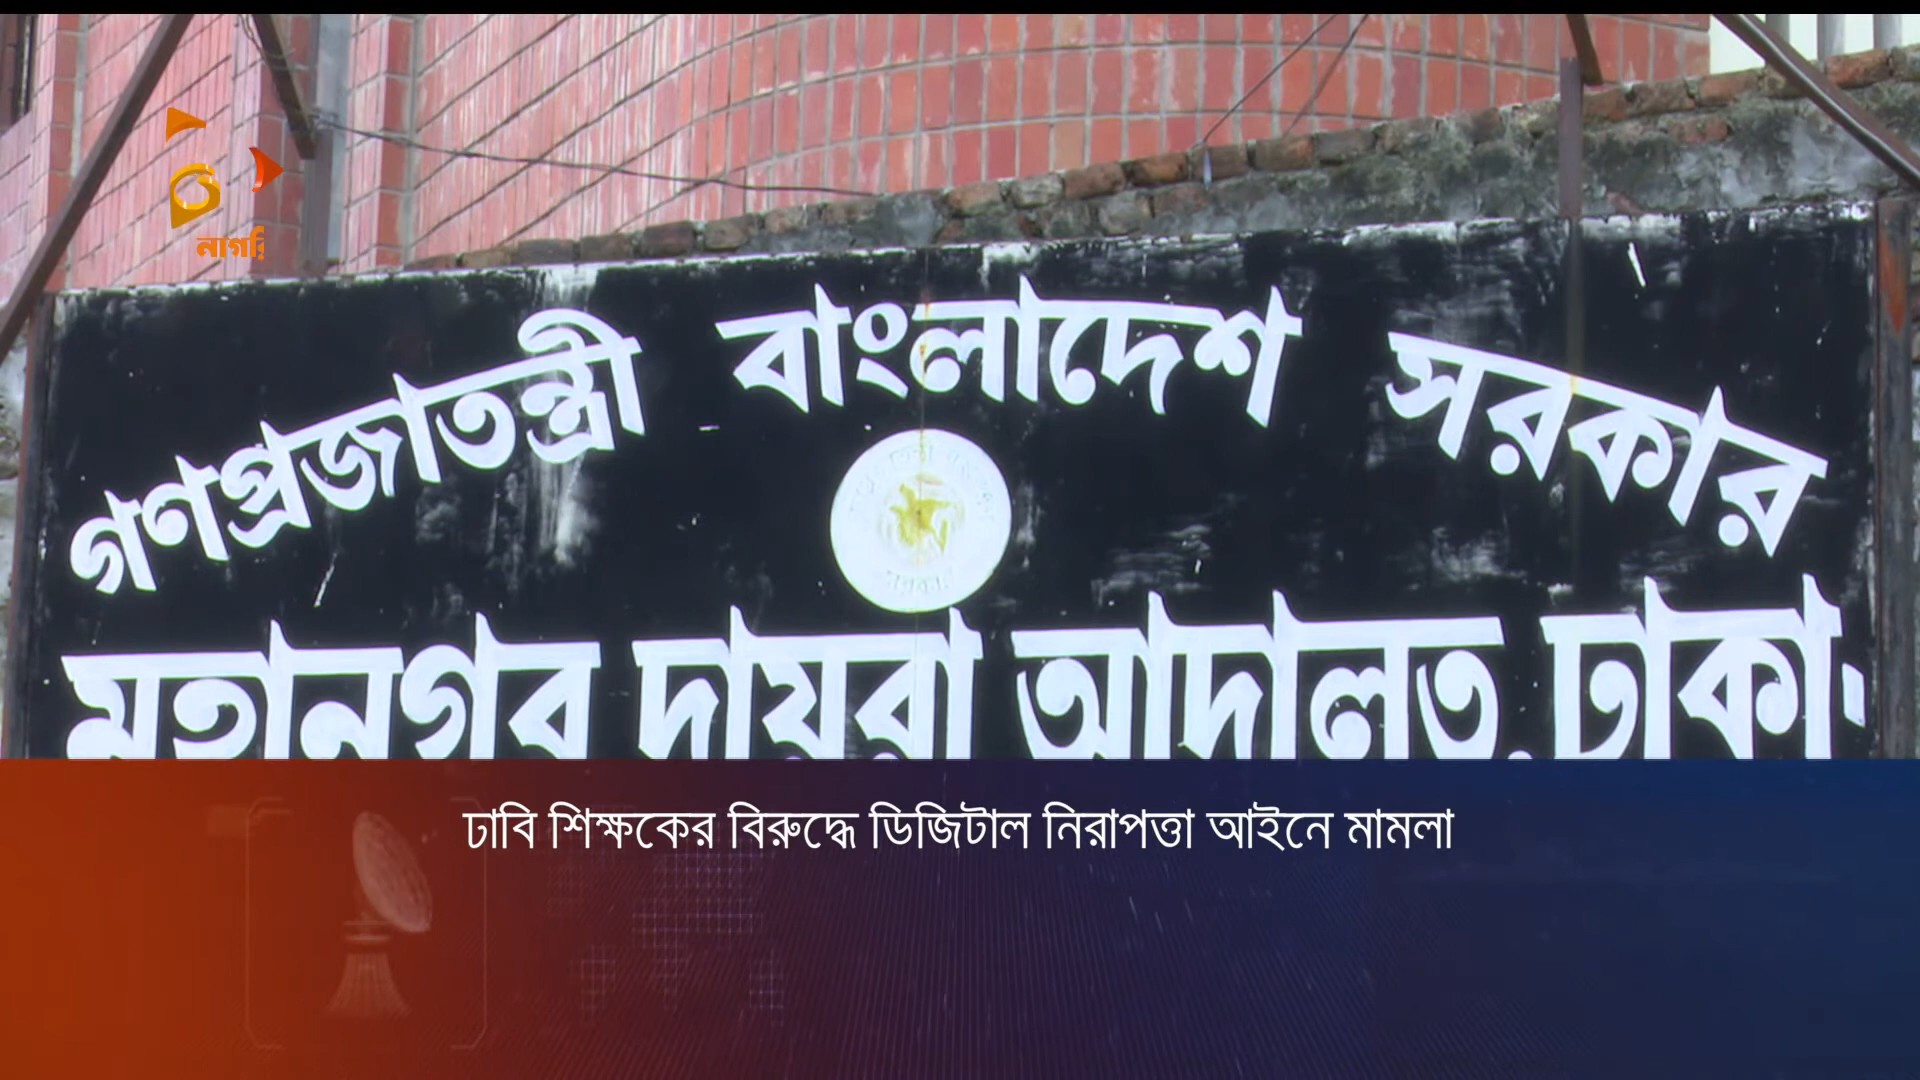 নাগরি
গণপ্রজাতন্ত্রী বাংলাদেশ সরকার
মহানগর দায়রা আদালত, ঢাকা।
ঢাবি শিক্ষকের বিরুদ্ধে ডিজিটাল নিরাপত্তা আইনে মামলা